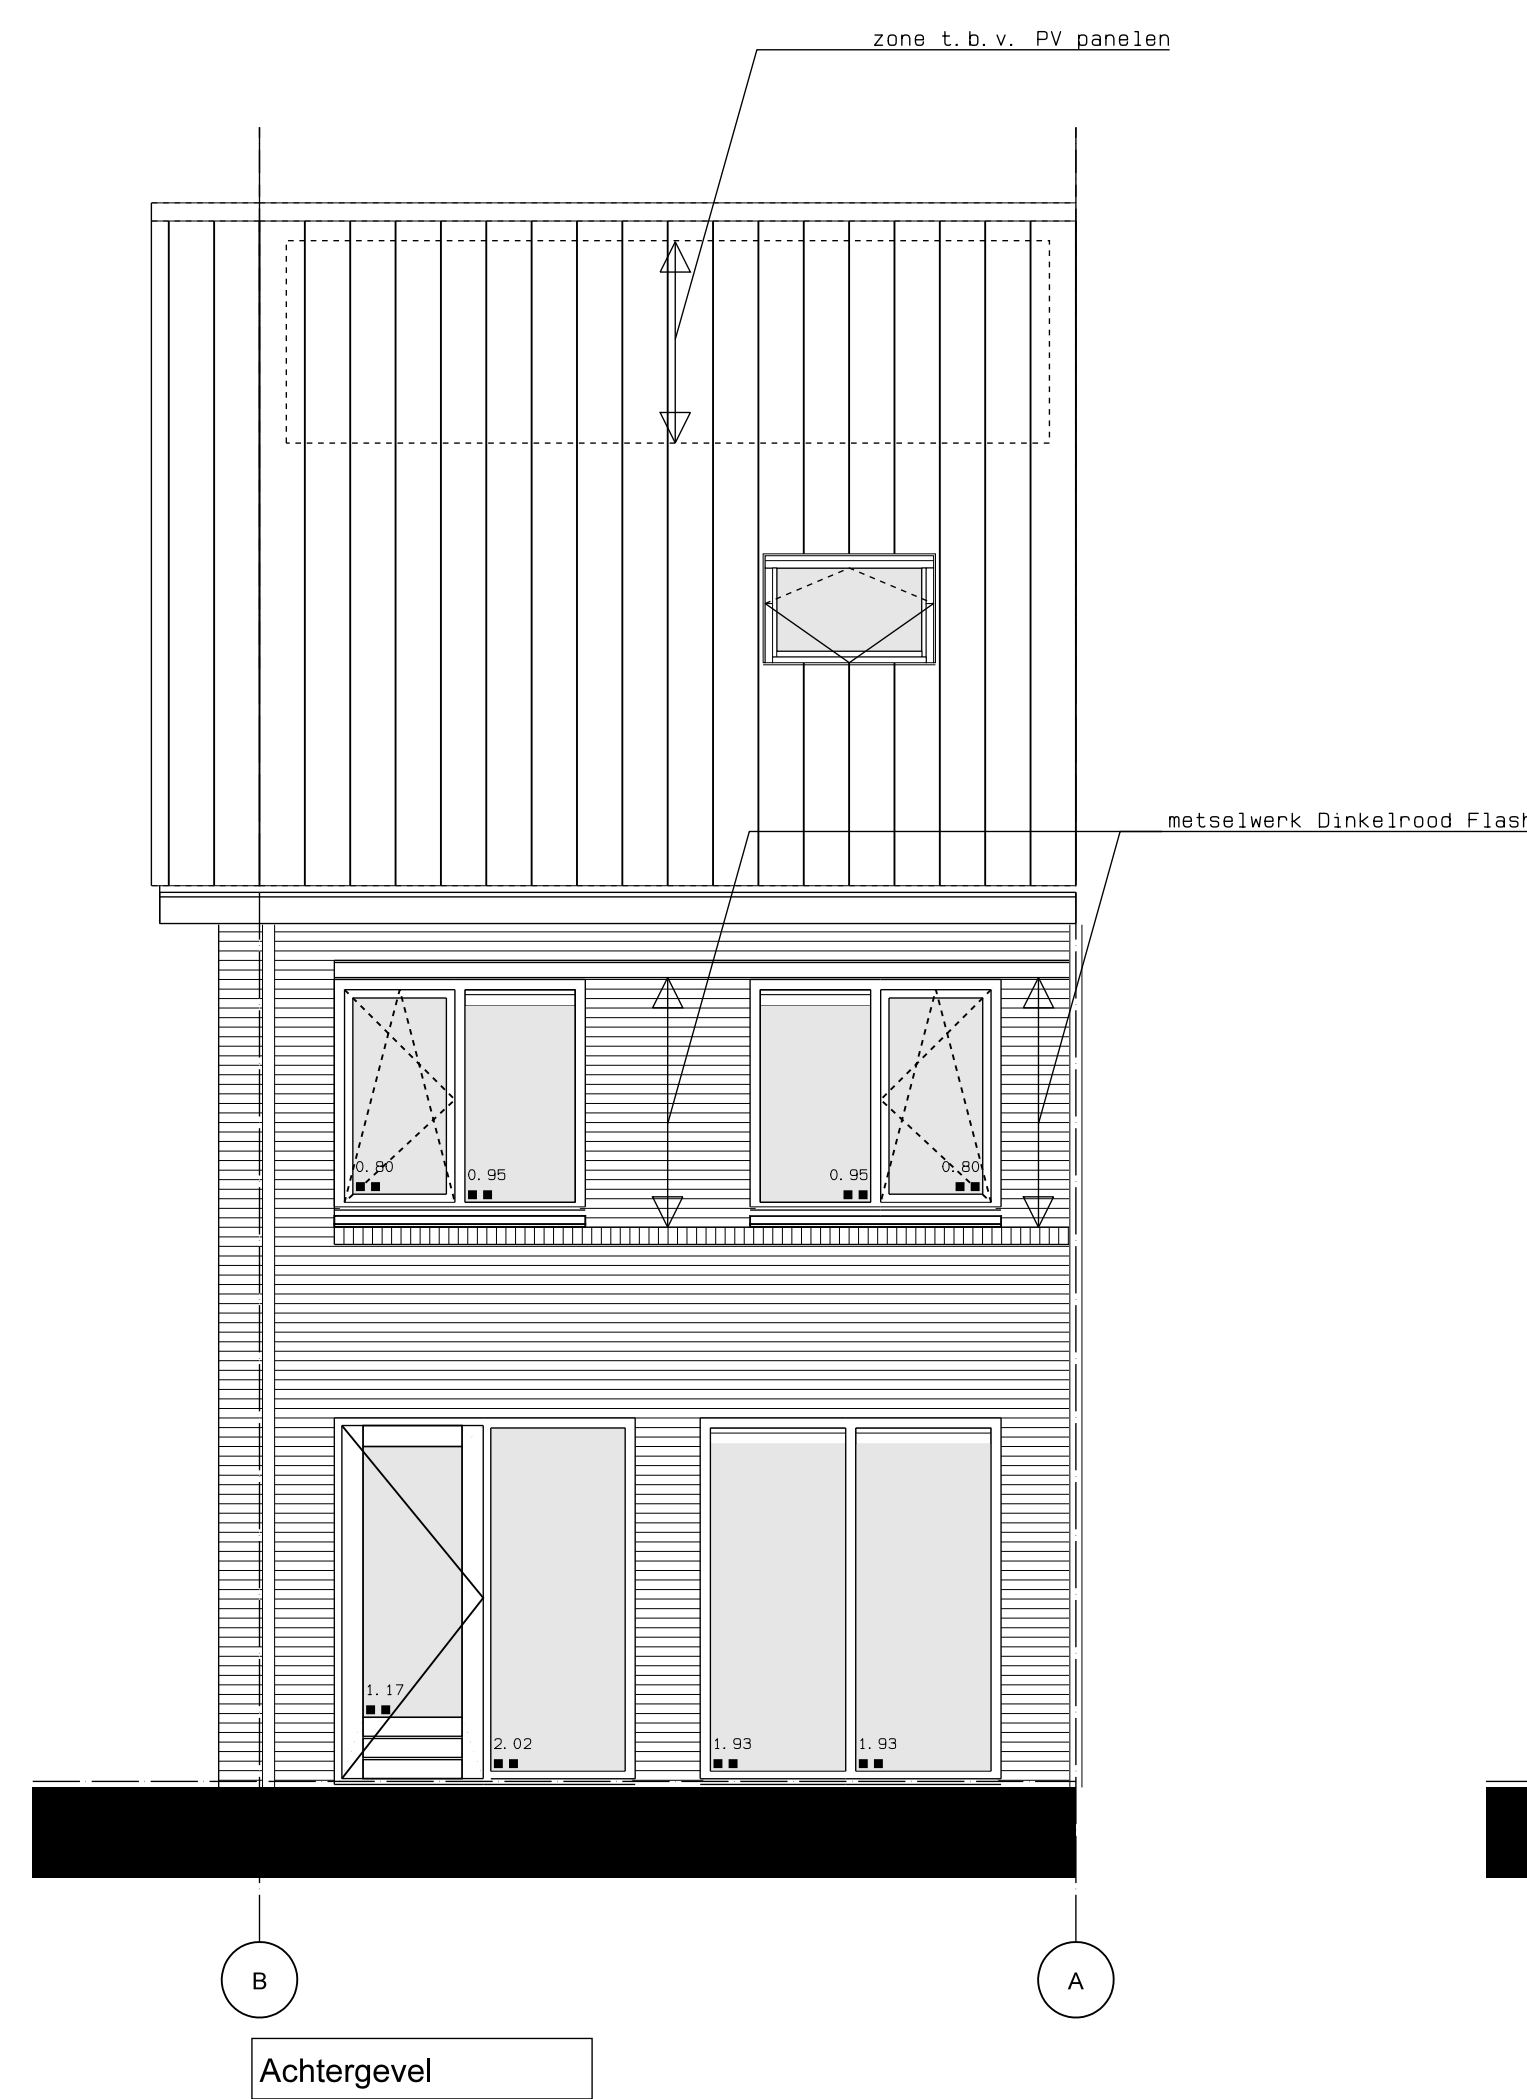 zone t.b.v. PV panelen
metselwerk Dinkelrood Flash
0.80
0.95
0.95
0.80
1.17
2.02
1.93
1.93
B
A
Achtergevel